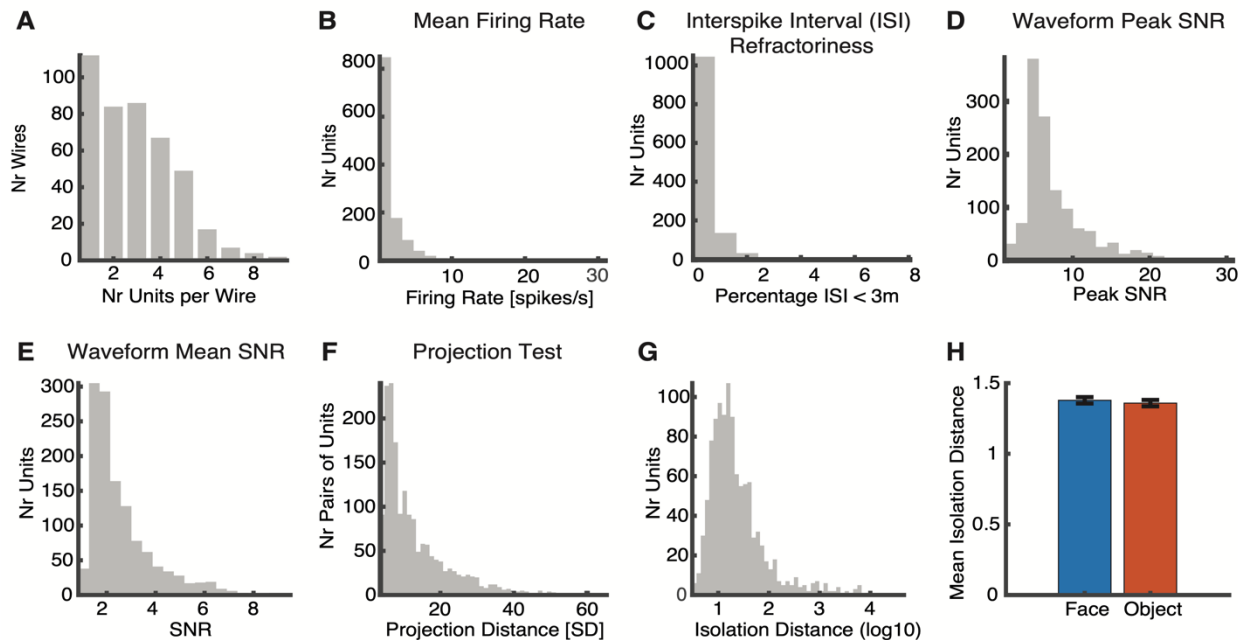 A
Nr Wires
100
80
60
40
20
0
2 4 6 8
Nr Units per Wire
B Mean Firing Rate
Nr Units
800
600
400
200
0
10 20 30
Firing Rate [spikes/s]
C Interspike Interval (ISI)
Refractoriness
Nr Units
1000
800
600
400
200
0
0 2 4 6 8
Percentage ISI < 3m
D Waveform Peak SNR
Nr Units
300
200
100
0
10 20 30
Peak SNR
E Waveform Mean SNR
Nr Units
300
250
200
150
100
50
0
2 4 6 8
SNR
F Projection Test
Nr Pairs of Units
200
150
100
50
0
20 40 60
Projection Distance [SD]
G
Nr Units
100
80
60
40
20
0
1 2 3 4
Isolation Distance (log10)
H
Mean Isolation Distance
1.5
1
0.5
0
Face Object